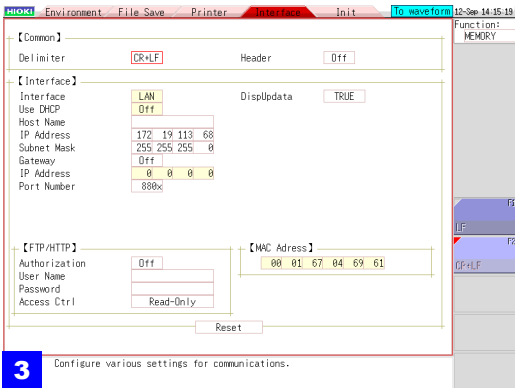 HIOKI Environment File Save Printer Interface Init To waveform 12-Sep 14:15:19
Function:
MEMORY
【Common】
Delimiter CR+LF Header Off
【Interface】
Interface LAN DispUpdata TRUE
Use DHCP Off
Host Name
IP Address 172 19 113 68
Subnet Mask 255 255 255 0
Gateway Off
IP Address 0 0 0 0
Port Number 880x
F1
LF
F2
CR+LF
【FTP/HTTP】 【MAC Adress】
Authorization Off 00 01 67 04 69 61
User Name
Password
Access Ctrl Read-Only
Reset
3 Configure various settings for communications.